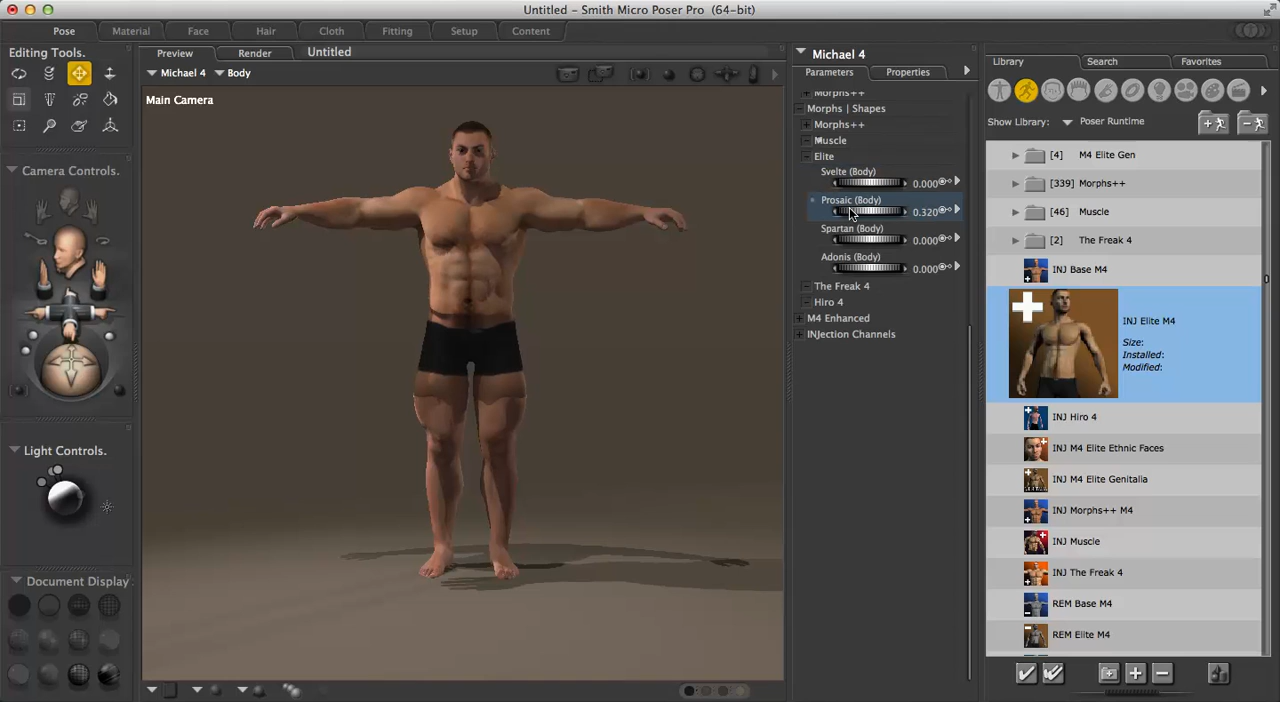 Untitled – Smith Micro Poser Pro (64-bit)
Pose
Material
Face
Hair
Cloth
Fitting
Setup
Content
Editing Tools.
Camera Controls.
Light Controls.
Document Display
Preview
Render
Untitled
Michael 4
Body
Main Camera
Michael 4
Parameters
Properties
Morphs++
Morphs | Shapes
Morphs++
Muscle
Elite
Svelte (Body)
0.000
Prosaic (Body)
0.320
Spartan (Body)
0.000
Adonis (Body)
0.000
The Freak 4
Hiro 4
M4 Enhanced
INJection Channels
Library
Search
Favorites
Show Library:
Poser Runtime
[4] M4 Elite Gen
[339] Morphs++
[46] Muscle
[2] The Freak 4
INJ Base M4
INJ Elite M4
Size:
Installed:
Modified:
INJ Hiro 4
INJ M4 Elite Ethnic Faces
INJ M4 Elite Genitalia
INJ Morphs++ M4
INJ Muscle
INJ The Freak 4
REM Base M4
REM Elite M4